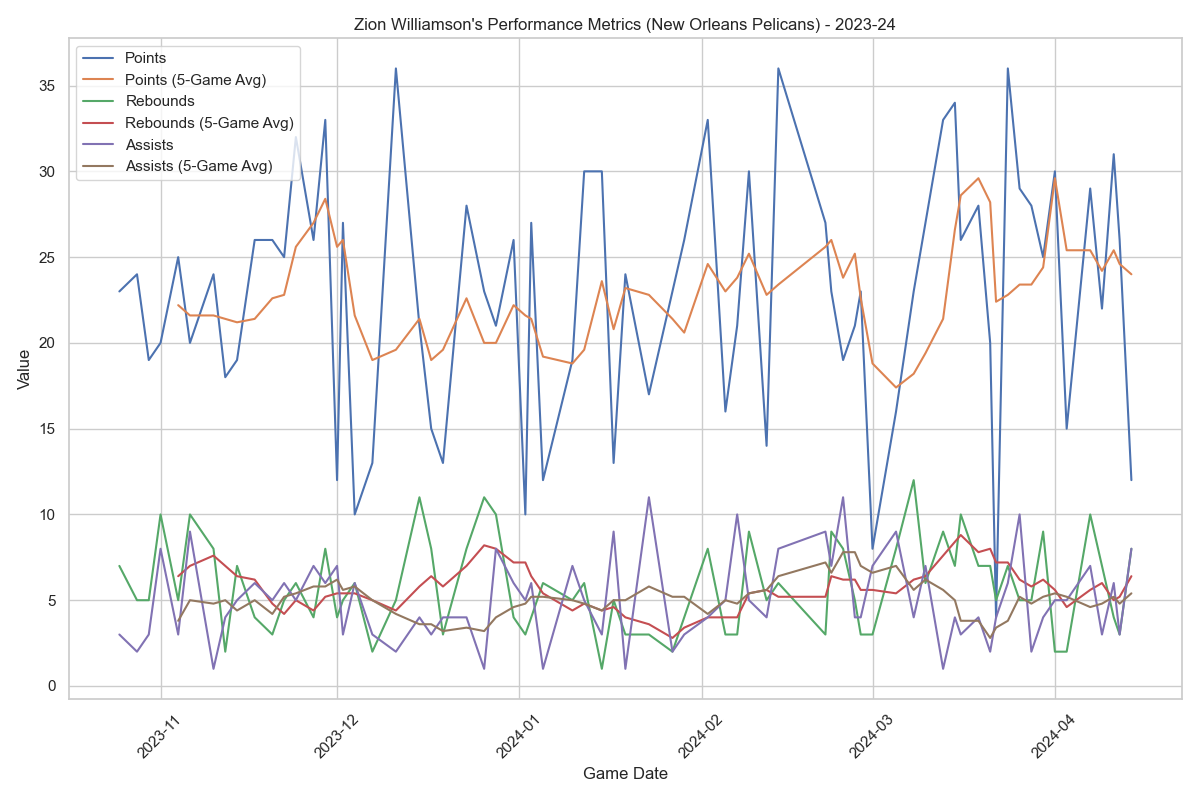 Zion Williamson's Performance Metrics (New Orleans Pelicans) - 2023-24
Points
Points (5-Game Avg)
Rebounds
Rebounds (5-Game Avg)
Assists
Assists (5-Game Avg)
35
30
25
20
15
10
5
0
Value
2023-11
2023-12
2024-01
2024-02
2024-03
2024-04
Game Date